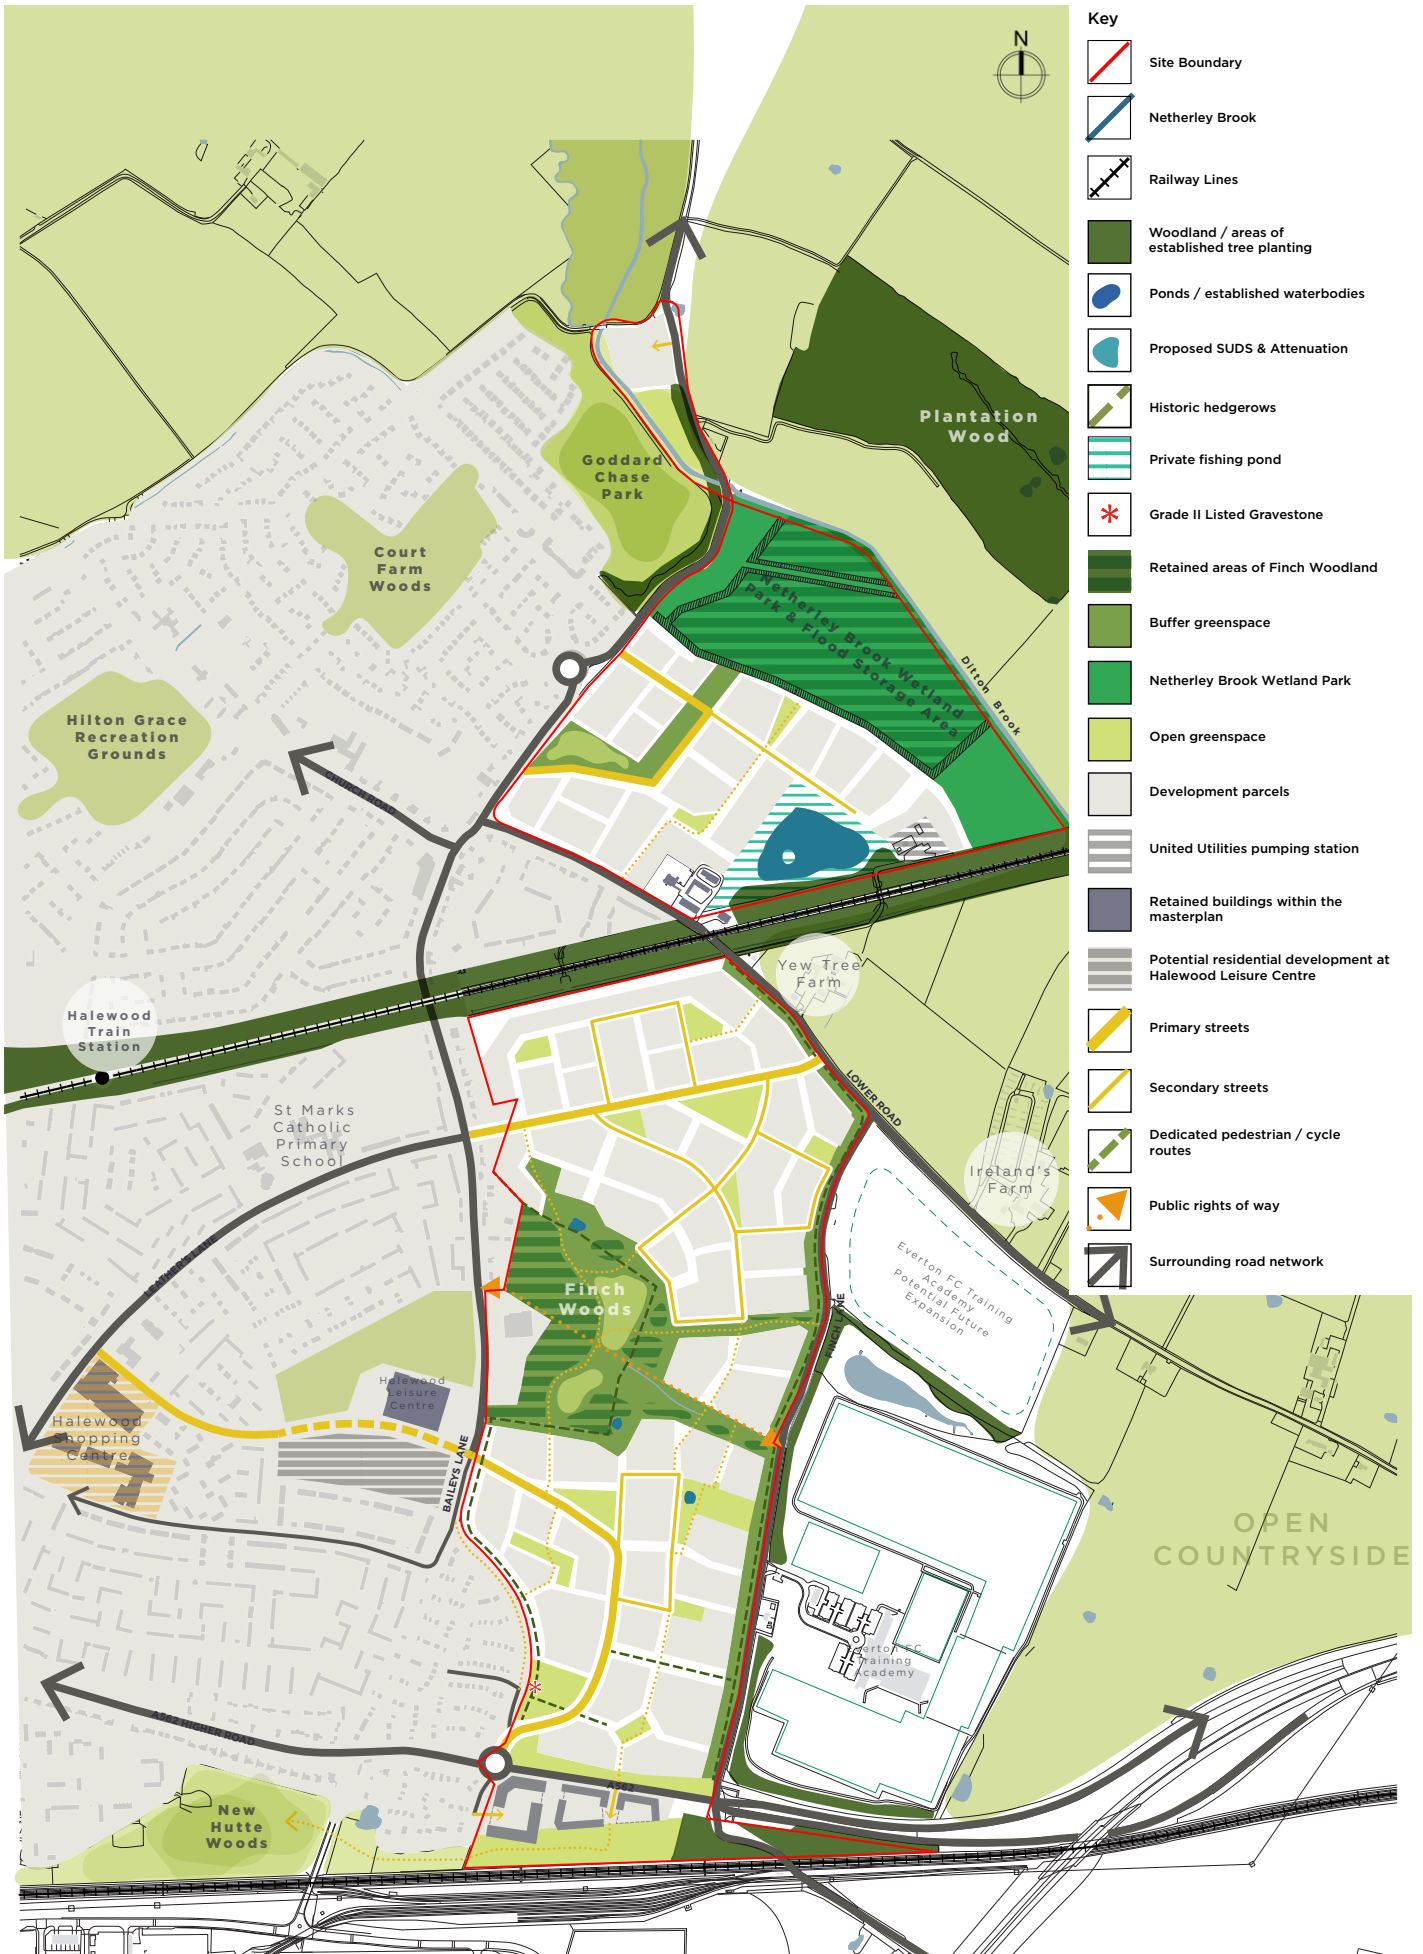 N
Key
Site Boundary
Netherley Brook
Railway Lines
Woodland / areas of
established tree planting
Ponds / established waterbodies
Proposed SUDS & Attenuation
Historic hedgerows
Private fishing pond
Grade II Listed Gravestone
Retained areas of Finch Woodland
Buffer greenspace
Netherley Brook Wetland Park
Open greenspace
Development parcels
United Utilities pumping station
Retained buildings within the
masterplan
Potential residential development at
Halewood Leisure Centre
Primary streets
Secondary streets
Dedicated pedestrian / cycle
routes
Public rights of way
Surrounding road network
Plantation
Wood
Goddard
Chase
Park
Court
Farm
Woods
Netherley Brook Wetland
Park & Flood Storage Area
Ditton Brook
Hilton Grace
Recreation
Grounds
CHURCH ROAD
Yew Tree
Farm
Halewood
Train
Station
LOWER ROAD
St Marks
Catholic
Primary
School
Ireland's
Farm
LEATHER'S LANE
Everton FC Training
Academy
Potential Future
Expansion
Finch
Woods
FINCH LANE
Halewood
Leisure
Centre
Halewood
Shopping
Centre
BAILEYS LANE
OPEN
COUNTRYSIDE
Everton FC
Training
Academy
A562 HIGHER ROAD
A562
New
Hutte
Woods